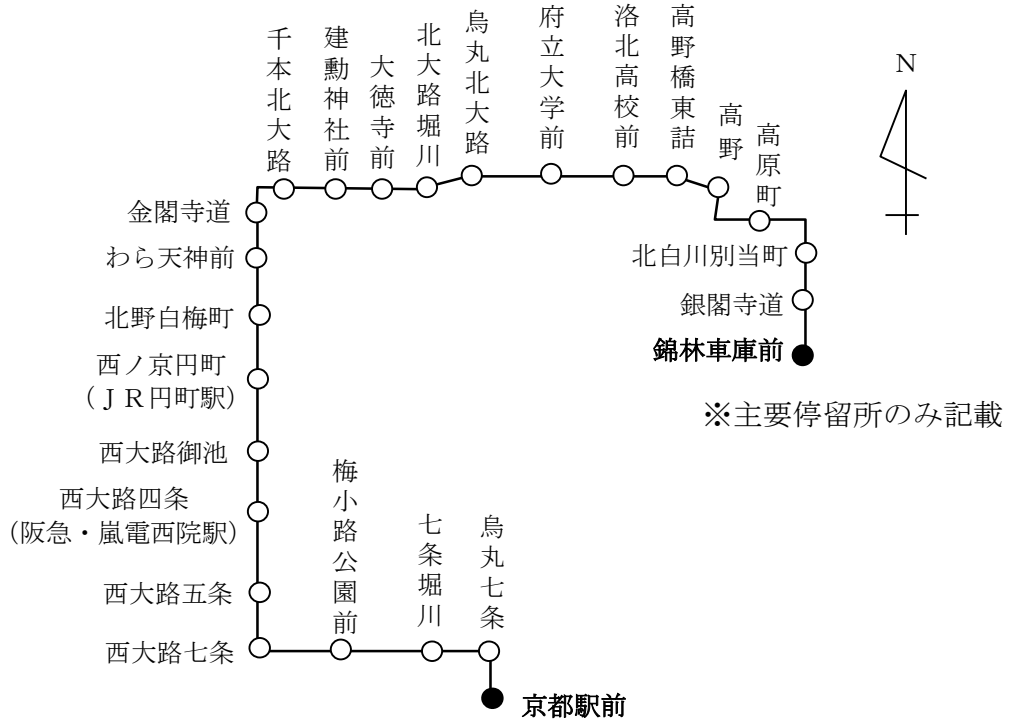 千本北大路
建勳神社前
大徳寺前
北大路堀川
烏丸北大路
府立大学前
洛北高校前
高野橋東詰
高野
高原町
N
金閣寺道
わら天神前
北野白梅町
西ノ京円町
（ＪＲ円町駅）
西大路御池
西大路四条
（阪急・嵐電西院駅）
西大路五条
西大路七条
梅小路公園前
七条堀川
烏丸七条
京都駅前
北白川別当町
銀閣寺道
錦林車庫前
※主要停留所のみ記載